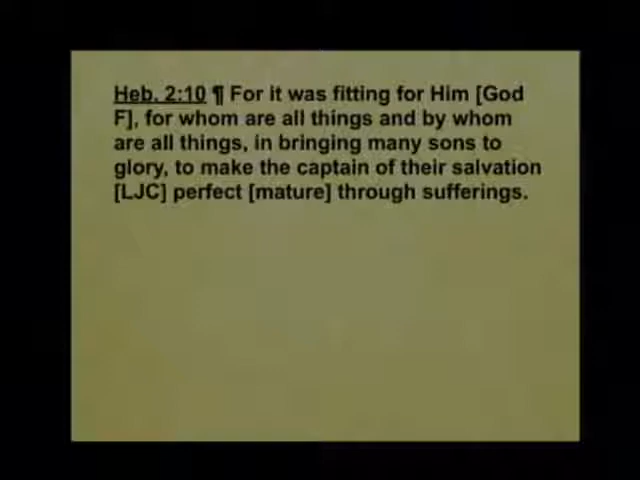 Heb. 2:10 ¶ For it was fitting for Him [God
F], for whom are all things and by whom
are all things, in bringing many sons to
glory, to make the captain of their salvation
[LJC] perfect [mature] through sufferings.